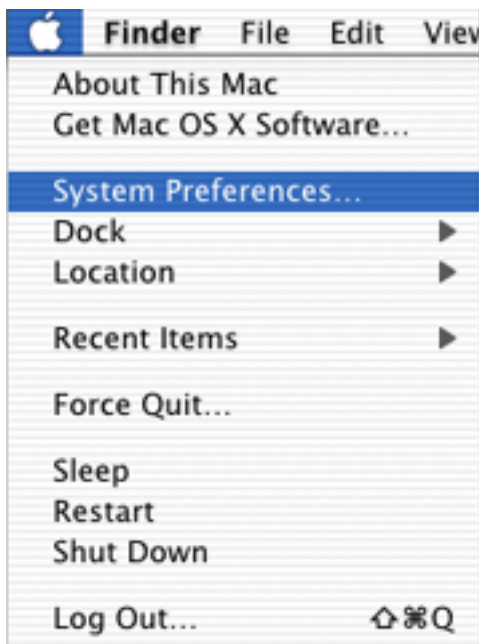 Finder File Edit View
About This Mac
Get Mac OS X Software...
System Preferences...
Dock
Location
Recent Items
Force Quit...
Sleep
Restart
Shut Down
Log Out... ⇧⌘Q